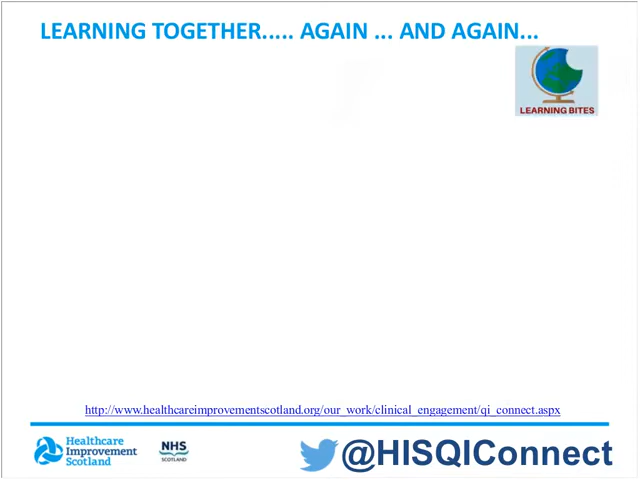 LEARNING TOGETHER..... AGAIN ... AND AGAIN...
LEARNING BITES
http://www.healthcareimprovementscotland.org/our_work/clinical_engagement/qi_connect.aspx
Healthcare
Improvement
Scotland
NHS
SCOTLAND
@HISQIConnect